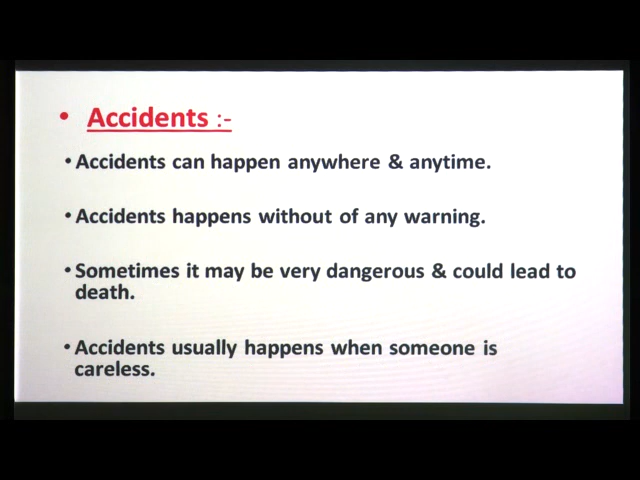 • Accidents :-
• Accidents can happen anywhere & anytime.
• Accidents happens without of any warning.
• Sometimes it may be very dangerous & could lead to
death.
• Accidents usually happens when someone is
careless.